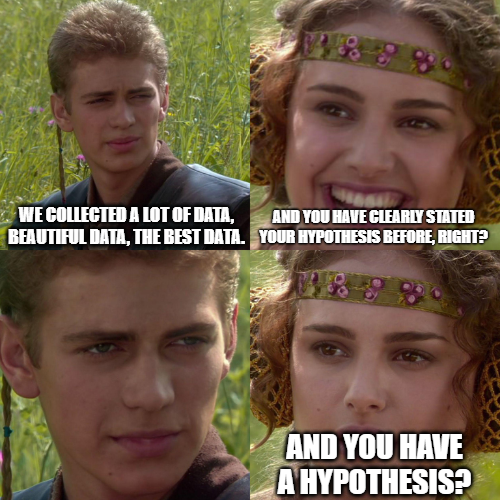 WE COLLECTED A LOT OF DATA,
BEAUTIFUL DATA, THE BEST DATA.
AND YOU HAVE CLEARLY STATED
YOUR HYPOTHESIS BEFORE, RIGHT?
AND YOU HAVE
A HYPOTHESIS?